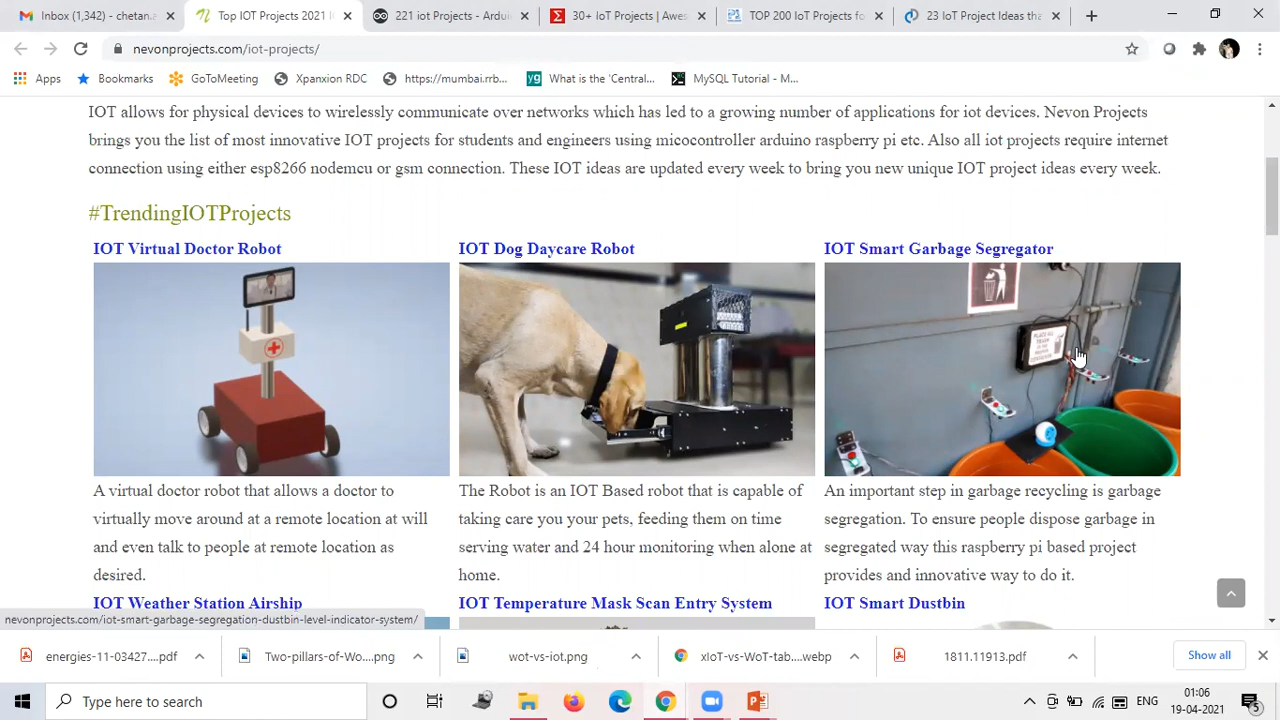 Inbox (1,342) - chetana.
Top IOT Projects 2021 I
221 iot Projects - Ardui
30+ IoT Projects | Awes
TOP 200 IoT Projects fo
23 IoT Project Ideas tha
nevonprojects.com/iot-projects/
Apps
Bookmarks
GoToMeeting
Xpanxion RDC
https://mumbai.rrb...
What is the 'Central...
MySQL Tutorial - M...
IOT allows for physical devices to wirelessly communicate over networks which has led to a growing number of applications for iot devices. Nevon Projects
brings you the list of most innovative IOT projects for students and engineers using micocontroller arduino raspberry pi etc. Also all iot projects require internet
connection using either esp8266 nodemcu or gsm connection. These IOT ideas are updated every week to bring you new unique IOT project ideas every week.
#TrendingIOTProjects
IOT Virtual Doctor Robot
IOT Dog Daycare Robot
IOT Smart Garbage Segregator
A virtual doctor robot that allows a doctor to
virtually move around at a remote location at will
and even talk to people at remote location as
desired.
The Robot is an IOT Based robot that is capable of
taking care you your pets, feeding them on time
serving water and 24 hour monitoring when alone at
home.
An important step in garbage recycling is garbage
segregation. To ensure people dispose garbage in
segregated way this raspberry pi based project
provides and innovative way to do it.
IOT Weather Station Airship
IOT Temperature Mask Scan Entry System
IOT Smart Dustbin
nevonprojects.com/iot-smart-garbage-segregation-dustbin-level-indicator-system/
energies-11-03427....pdf
Two-pillars-of-Wo....png
wot-vs-iot.png
xIoT-vs-WoT-tab....webp
1811.11913.pdf
Show all
Type here to search
ENG
01:06
19-04-2021
5